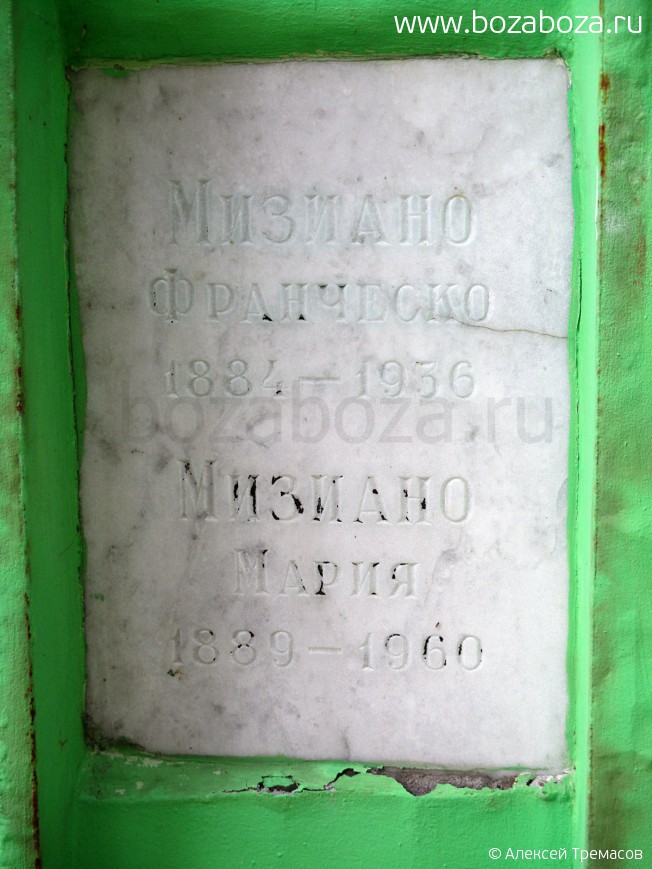 www.bozaboza.ru
Мизиано
Франческо
1884 – 1936
bozaboza.ru
Мизиано
Мария
1889 – 1960
© Алексей Тремасов